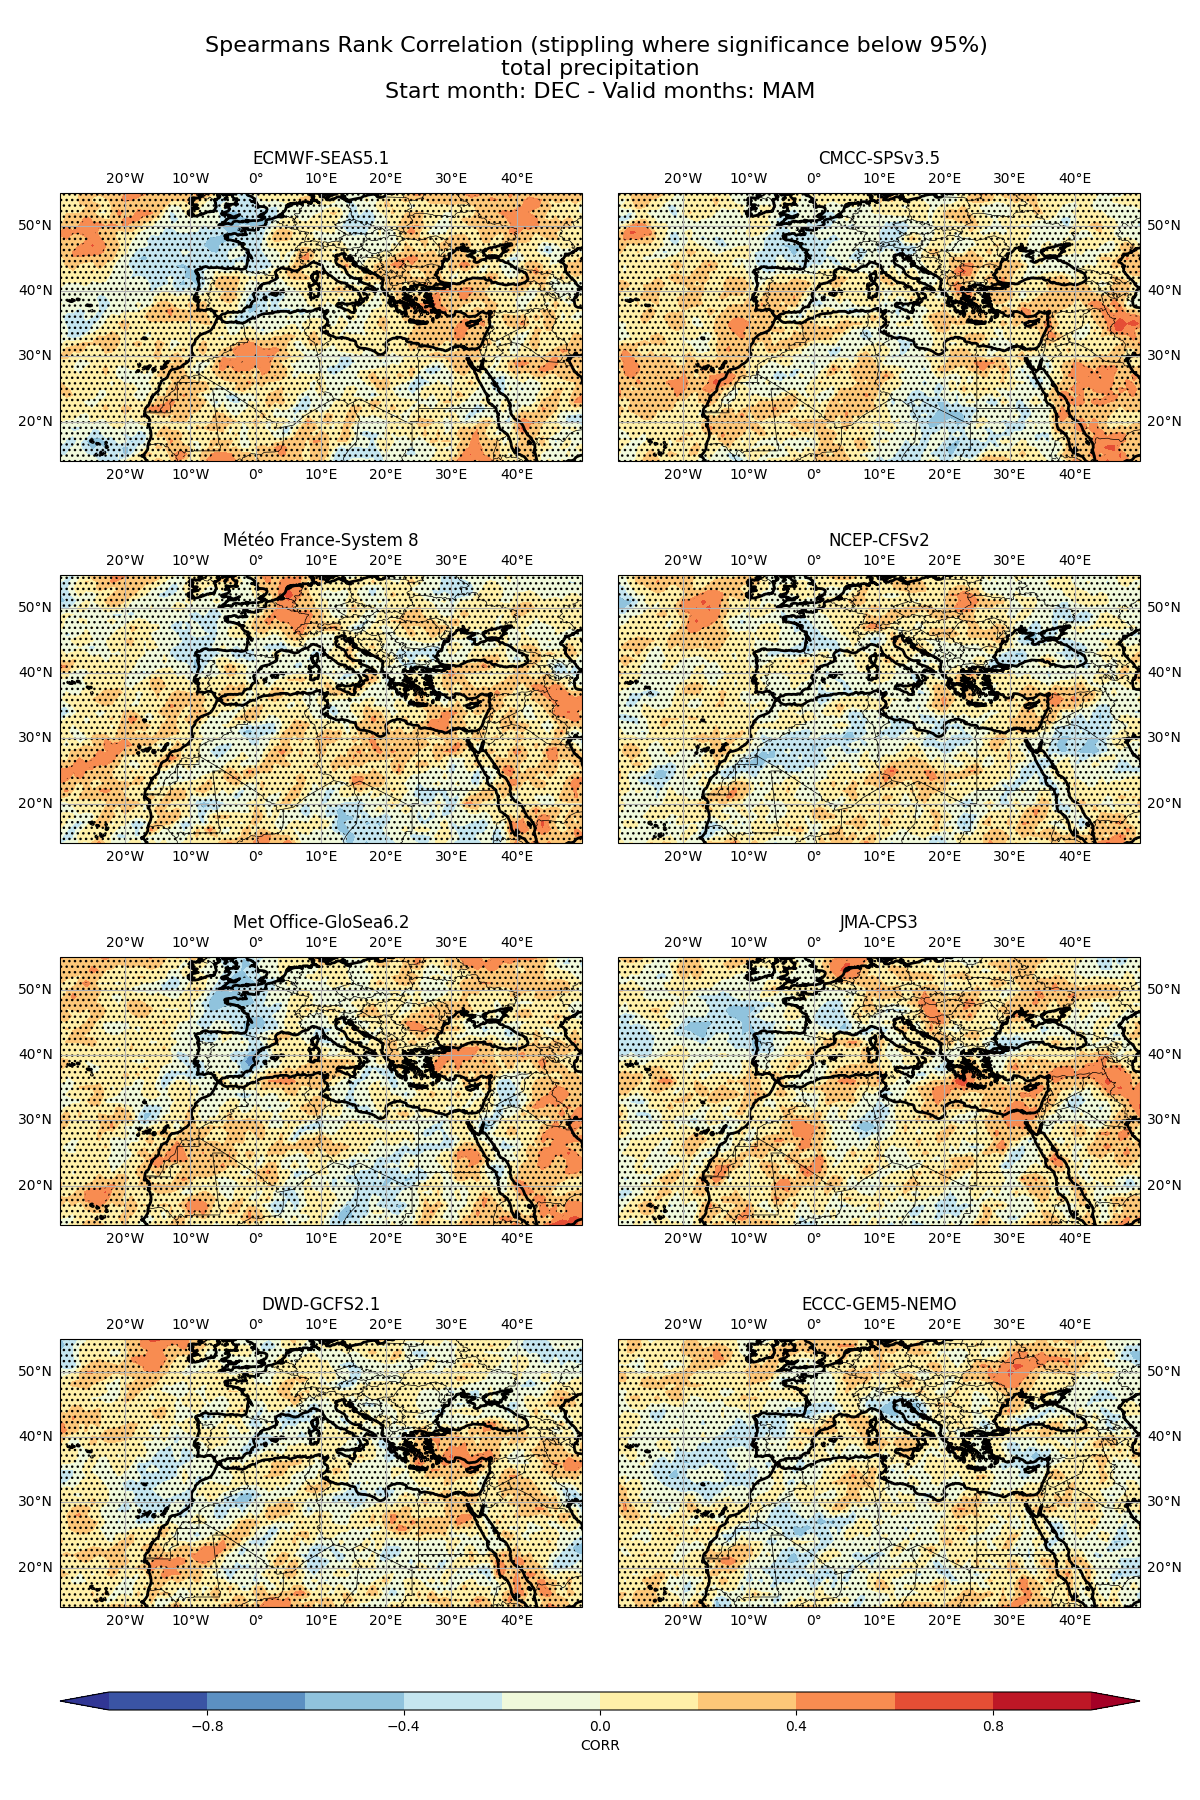 Spearmans Rank Correlation (stippling where significance below 95%)
total precipitation
Start month: DEC - Valid months: MAM
ECMWF-SEAS5.1
20°W 10°W 0° 10°E 20°E 30°E 40°E
50°N
40°N
30°N
20°N
20°W 10°W 0° 10°E 20°E 30°E 40°E
CMCC-SPSv3.5
20°W 10°W 0° 10°E 20°E 30°E 40°E
50°N
40°N
30°N
20°N
20°W 10°W 0° 10°E 20°E 30°E 40°E
Météo France-System 8
20°W 10°W 0° 10°E 20°E 30°E 40°E
50°N
40°N
30°N
20°N
20°W 10°W 0° 10°E 20°E 30°E 40°E
NCEP-CFSv2
20°W 10°W 0° 10°E 20°E 30°E 40°E
50°N
40°N
30°N
20°N
20°W 10°W 0° 10°E 20°E 30°E 40°E
Met Office-GloSea6.2
20°W 10°W 0° 10°E 20°E 30°E 40°E
50°N
40°N
30°N
20°N
20°W 10°W 0° 10°E 20°E 30°E 40°E
JMA-CPS3
20°W 10°W 0° 10°E 20°E 30°E 40°E
50°N
40°N
30°N
20°N
20°W 10°W 0° 10°E 20°E 30°E 40°E
DWD-GCFS2.1
20°W 10°W 0° 10°E 20°E 30°E 40°E
50°N
40°N
30°N
20°N
20°W 10°W 0° 10°E 20°E 30°E 40°E
ECCC-GEM5-NEMO
20°W 10°W 0° 10°E 20°E 30°E 40°E
50°N
40°N
30°N
20°N
20°W 10°W 0° 10°E 20°E 30°E 40°E
−0.8 −0.4 0.0 0.4 0.8
CORR